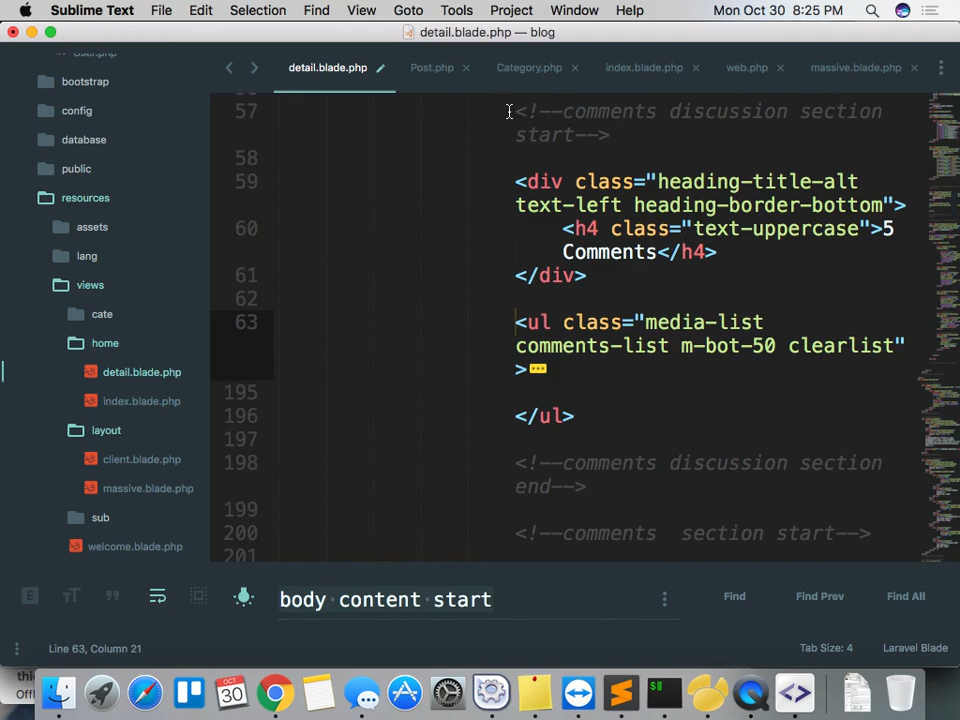 Sublime Text File Edit Selection Find View Goto Tools Project Window Help Mon Oct 30 8:25 PM
detail.blade.php — blog
detail.blade.php Post.php Category.php index.blade.php web.php massive.blade.php
bootstrap
config
database
public
resources
assets
lang
views
cate
home
detail.blade.php
index.blade.php
layout
client.blade.php
massive.blade.php
sub
welcome.blade.php
57 <!--comments discussion section
start-->
58
59 <div class="heading-title-alt
text-left heading-border-bottom">
60 <h4 class="text-uppercase">5
Comments</h4>
61 </div>
62
63 <ul class="media-list
comments-list m-bot-50 clearlist"
>
195
196 </ul>
197
198 <!--comments discussion section
end-->
199
200 <!--comments  section start-->
201
body content start Find Find Prev Find All
Line 63, Column 21 Tab Size: 4 Laravel Blade
OCT
30